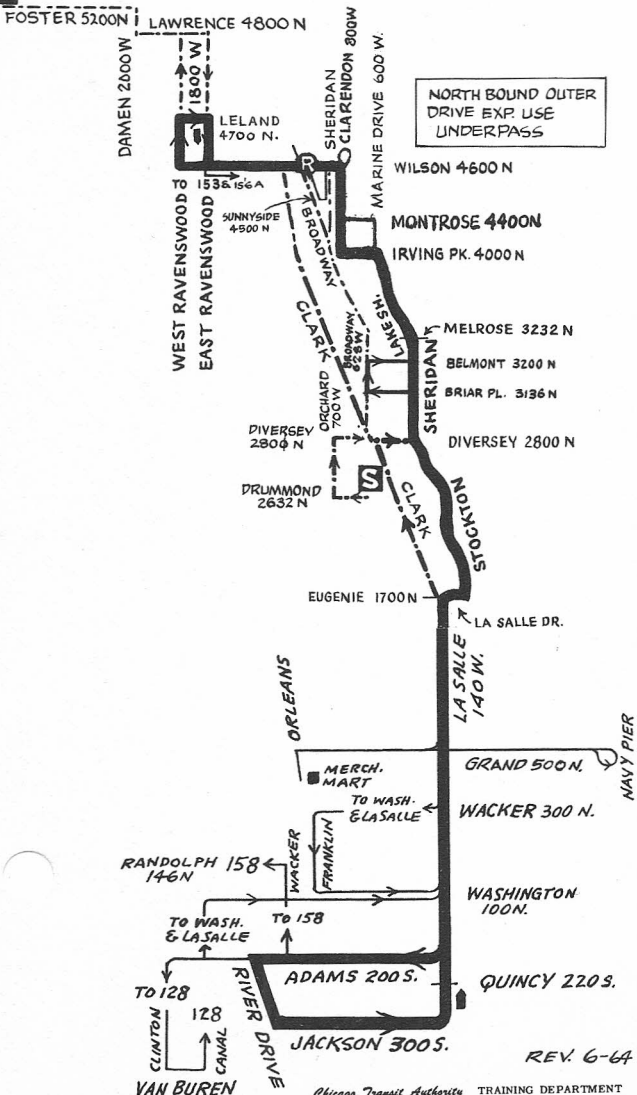 FOSTER 5200N
LAWRENCE 4800 N
DAMEN 2000W
1800 W
LELAND
4700 N.
SHERIDAN
CLARENDON 800W
MARINE DRIVE 600 W.
NORTH BOUND OUTER
DRIVE EXP. USE
UNDERPASS
R
WILSON 4600 N
TO 153& 156A
WEST RAVENSWOOD
EAST RAVENSWOOD
SUNNYSIDE
4500 N
BROADWAY
MONTROSE 4400N
IRVING PK. 4000 N
CLARK
LAKE SH.
BROADWAY
628W
MELROSE 3232 N
BELMONT 3200 N
BRIAR PL. 3136 N
SHERIDAN
ORCHARD
700W
DIVERSEY
2800 N
DIVERSEY 2800 N
S
DRUMMOND
2632 N
CLARK
STOCKTON
EUGENIE 1700 N
LA SALLE DR.
LA SALLE
140 W.
ORLEANS
NAVY PIER
GRAND 500 N.
MERCH.
MART
TO WASH.
& LASALLE
WACKER 300 N.
WACKER
FRANKLIN
RANDOLPH 158
146 N
WASHINGTON
100N.
TO WASH.
& LASALLE
TO 158
ADAMS 200 S.
QUINCY 220 S.
TO 128
128
CLINTON
CANAL
RIVER DRIVE
JACKSON 300 S.
VAN BUREN
REV. 6-64
Chicago Transit Authority TRAINING DEPARTMENT